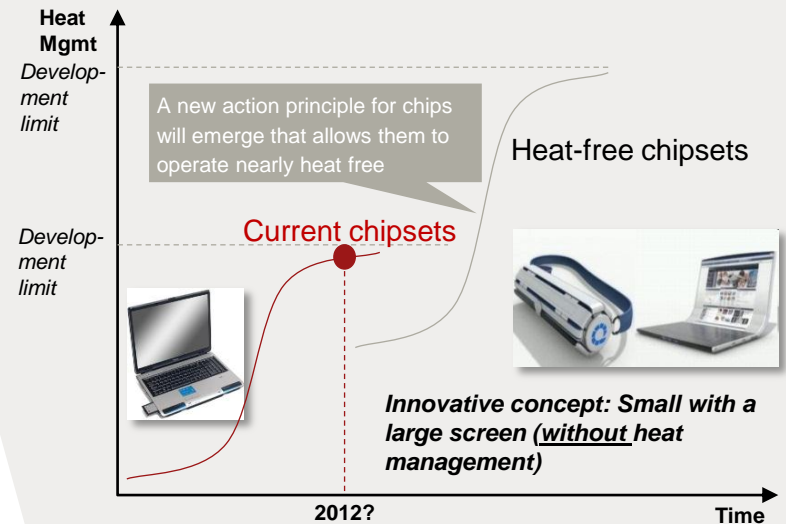 Heat
Mgmt
Develop-
ment
limit
A new action principle for chips
will emerge that allows them to
operate nearly heat free
Heat-free chipsets
Develop-
ment
limit
Current chipsets
Innovative concept: Small with a
large screen (without heat
management)
2012?
Time